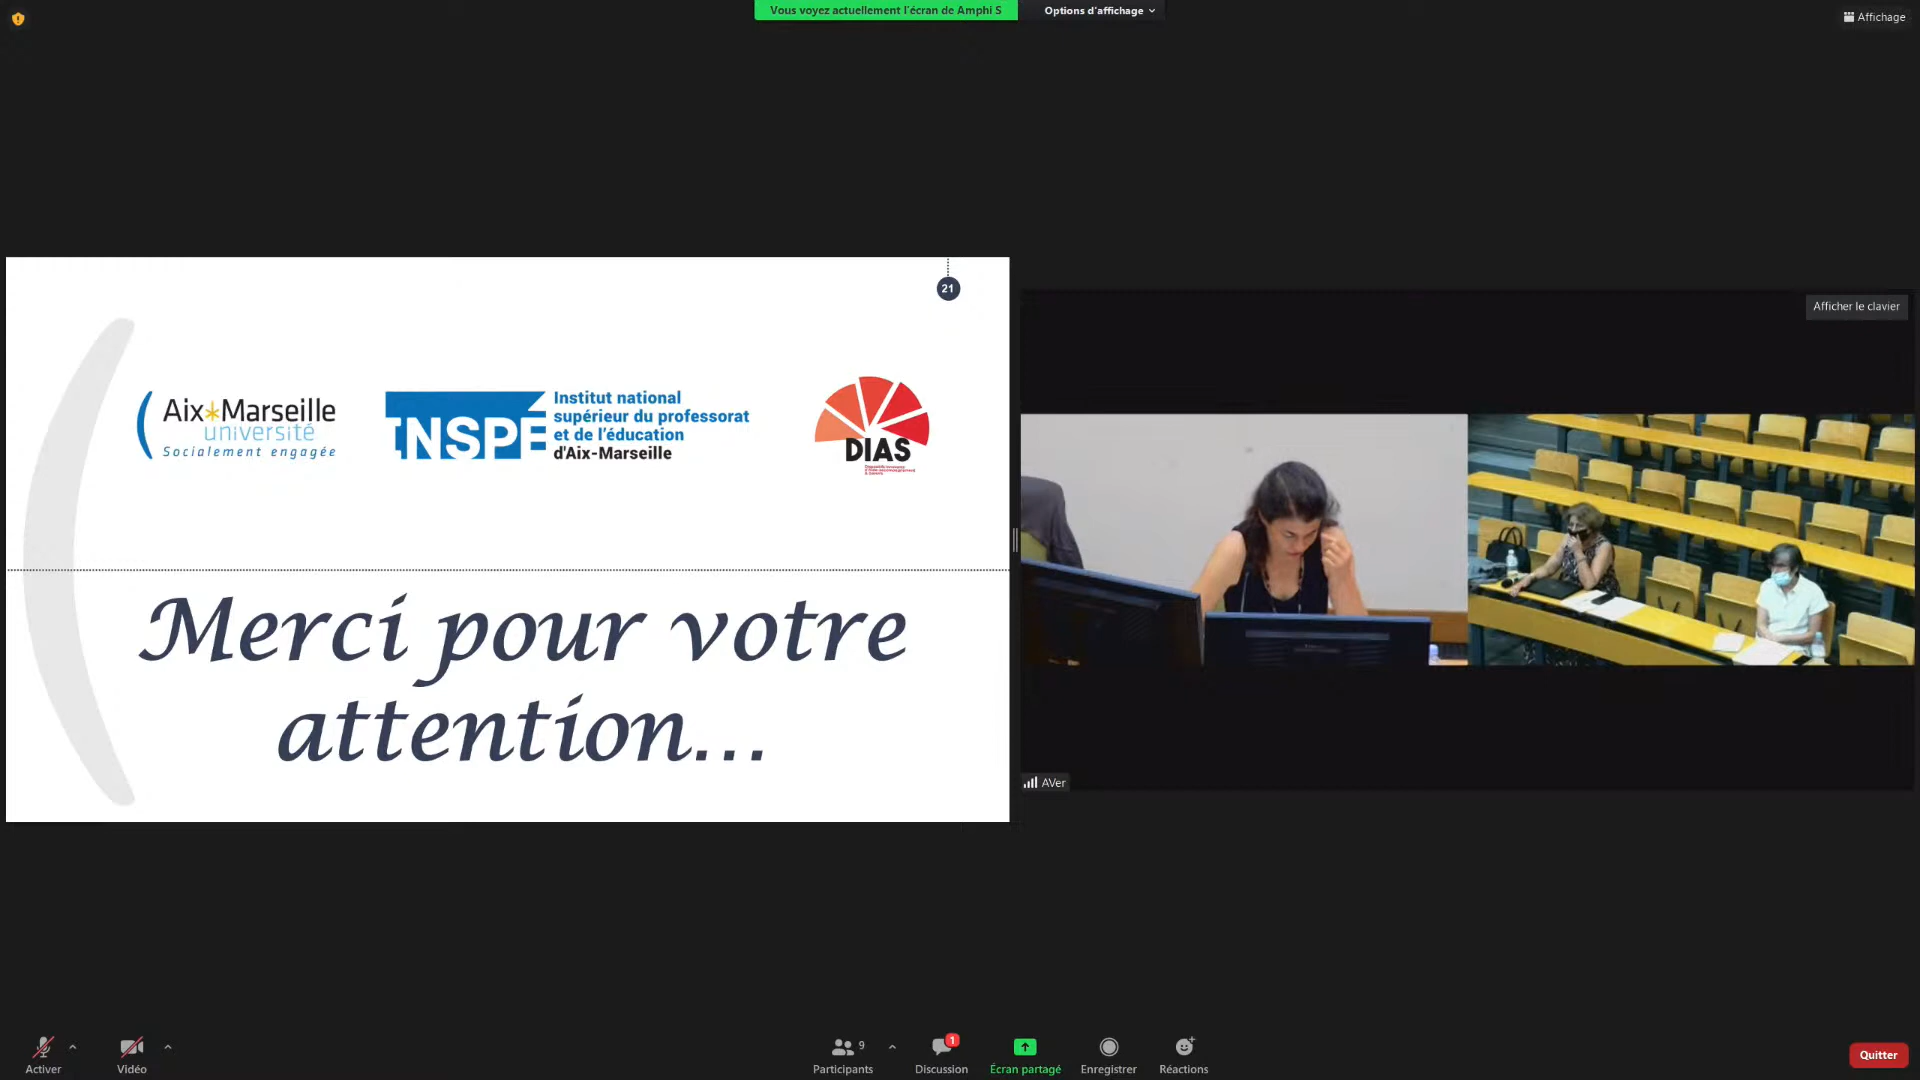 Vous voyez actuellement l'écran de Amphi S
Options d'affichage
Affichage
21
Aix Marseille
université
Socialement engagée
INSPÉ
Institut national
supérieur du professorat
et de l'éducation
d'Aix-Marseille
DIAS
Merci pour votre
attention...
Afficher le clavier
AVer
Activer
Vidéo
Participants
9
Discussion
1
Écran partagé
Enregistrer
Réactions
Quitter